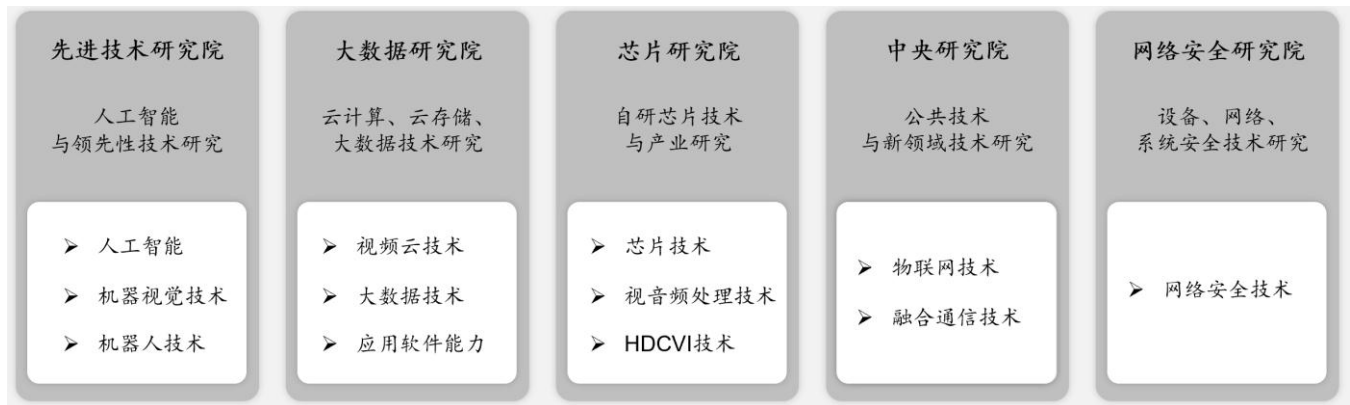 先进技术研究院
人工智能
与领先性技术研究
➢ 人工智能
➢ 机器视觉技术
➢ 机器人技术
大数据研究院
云计算、云存储、
大数据技术研究
➢ 视频云技术
➢ 大数据技术
➢ 应用软件能力
芯片研究院
自研芯片技术
与产业研究
➢ 芯片技术
➢ 视音频处理技术
➢ HDCVI技术
中央研究院
公共技术
与新领域技术研究
➢ 物联网技术
➢ 融合通信技术
网络安全研究院
设备、网络、
系统安全技术研究
➢ 网络安全技术